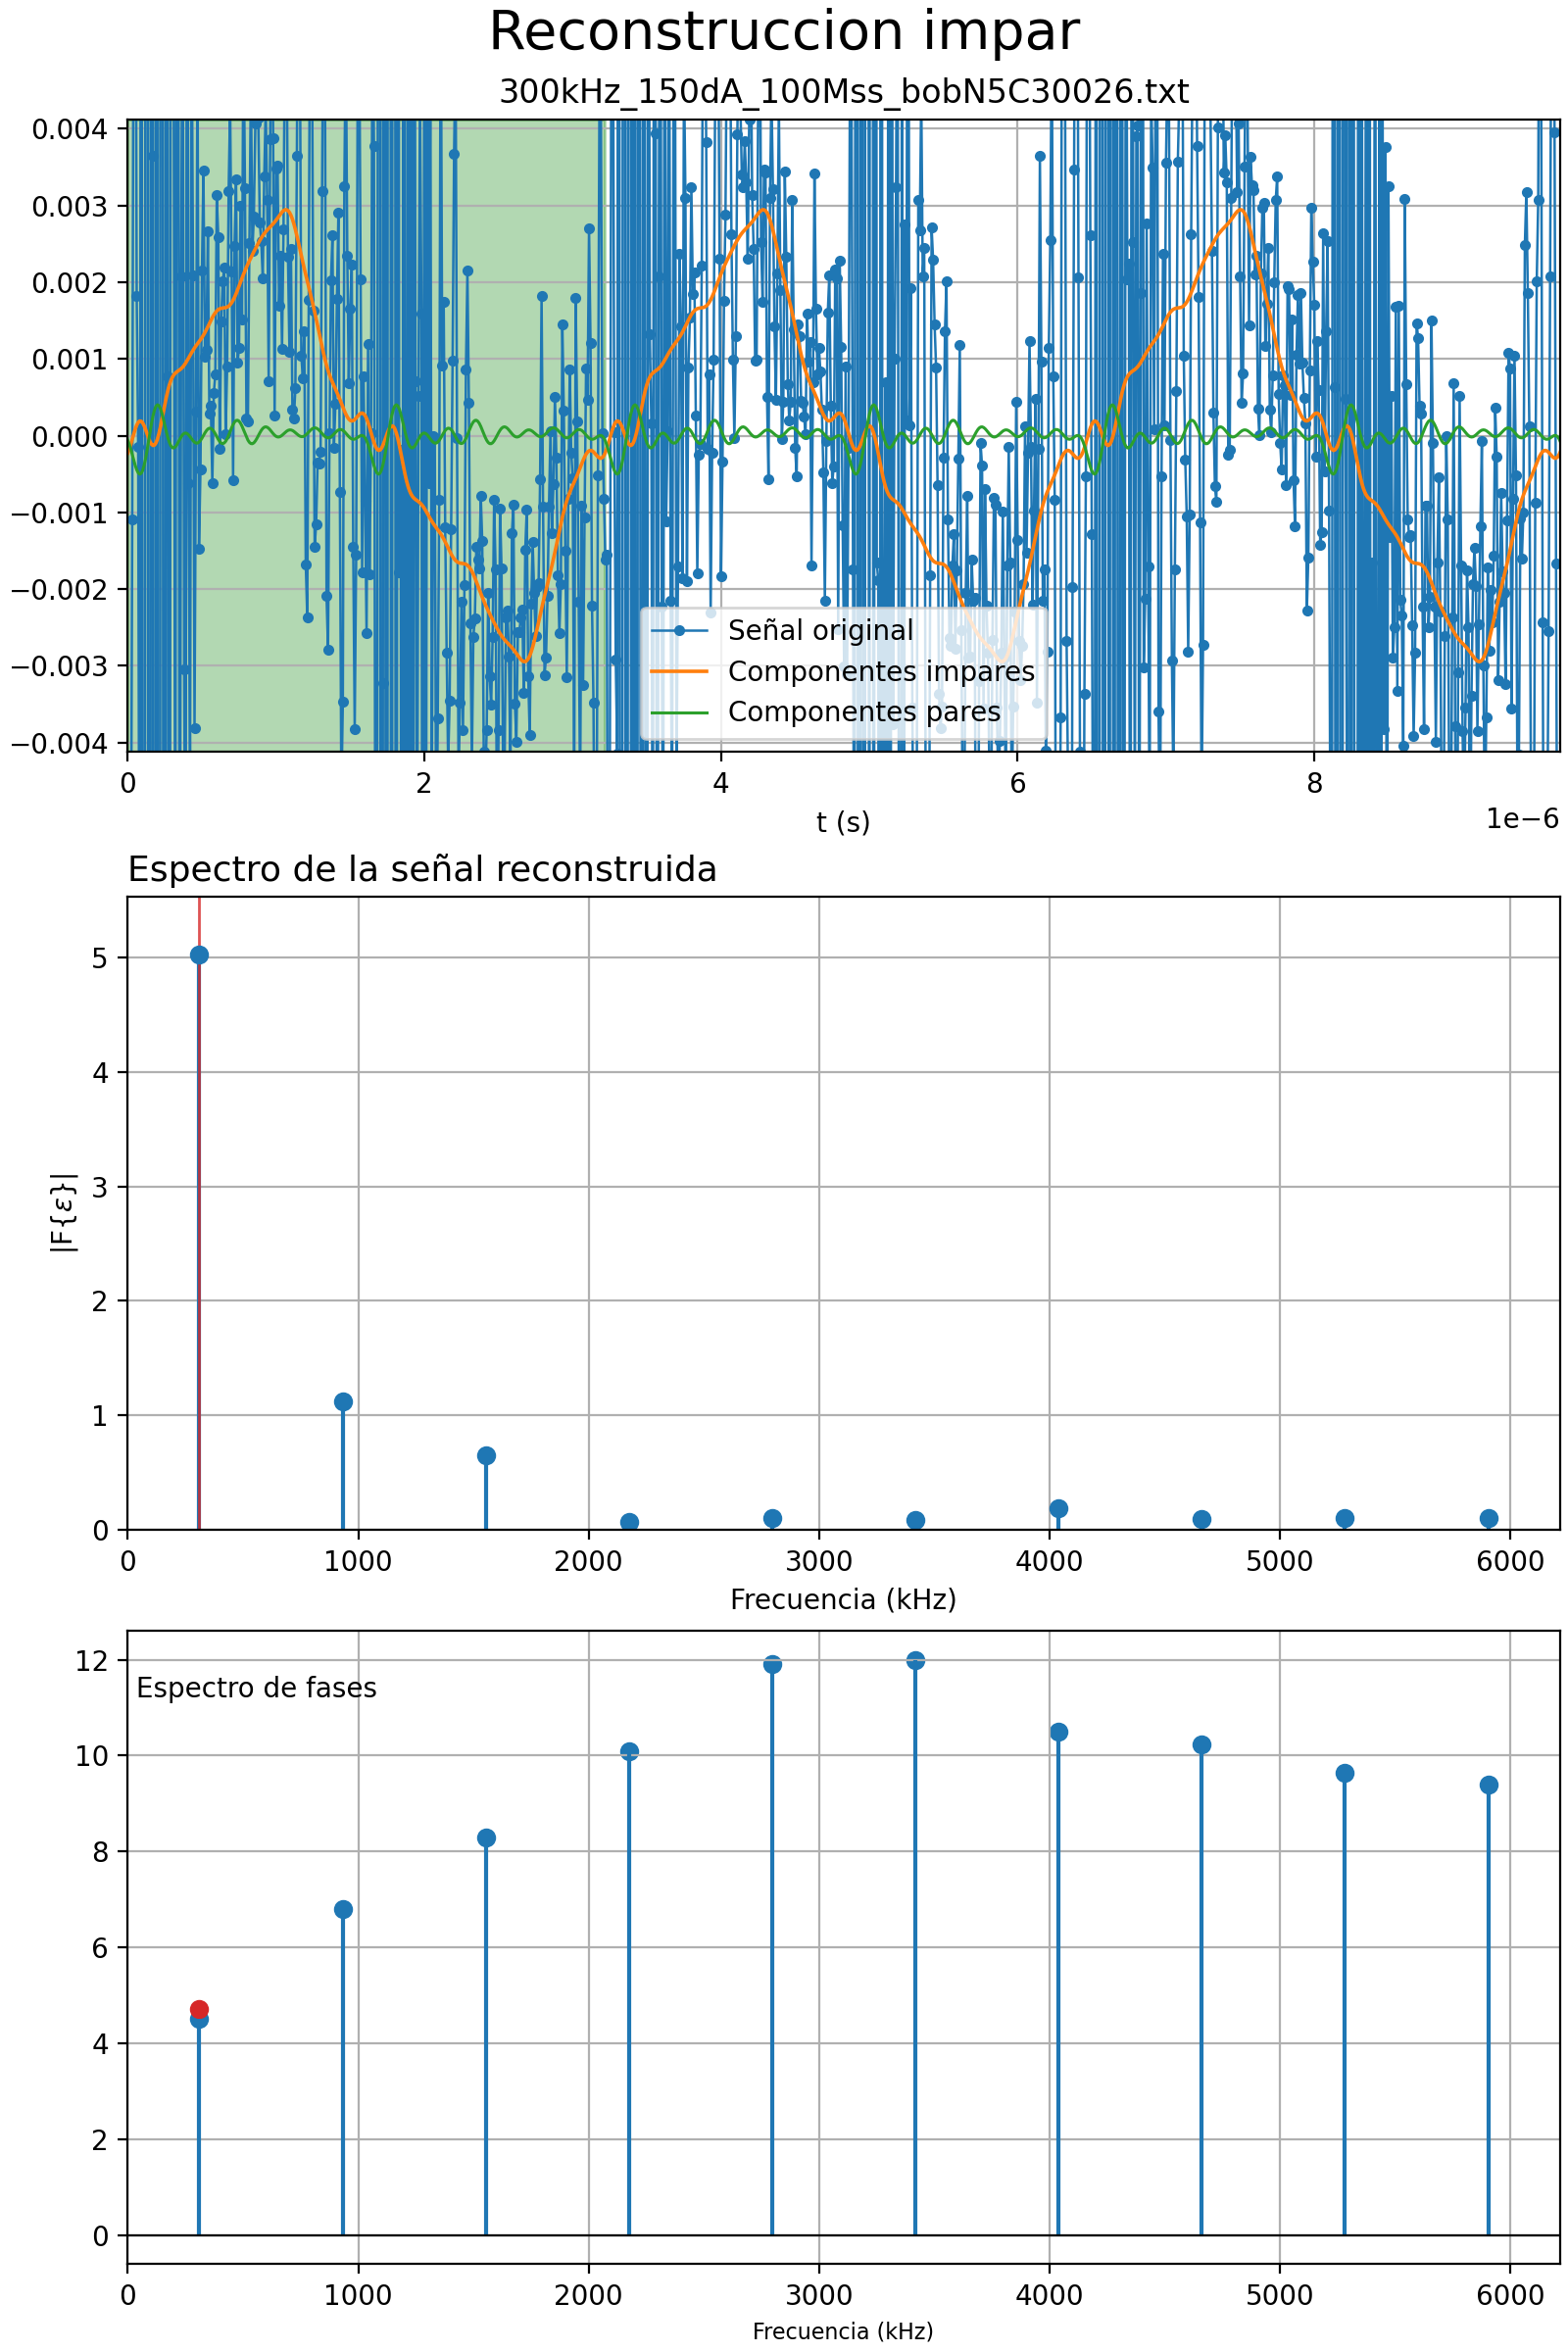 Reconstruccion impar
300kHz_150dA_100Mss_bobN5C30026.txt
0.004
0.003
0.002
0.001
0.000
−0.001
−0.002
−0.003
−0.004
Señal original
Componentes impares
Componentes pares
0 2 4 6 8
t (s)
1e−6
Espectro de la señal reconstruida
5
4
3
2
1
0
|F{ε}|
0 1000 2000 3000 4000 5000 6000
Frecuencia (kHz)
12
Espectro de fases
10
8
6
4
2
0
0 1000 2000 3000 4000 5000 6000
Frecuencia (kHz)